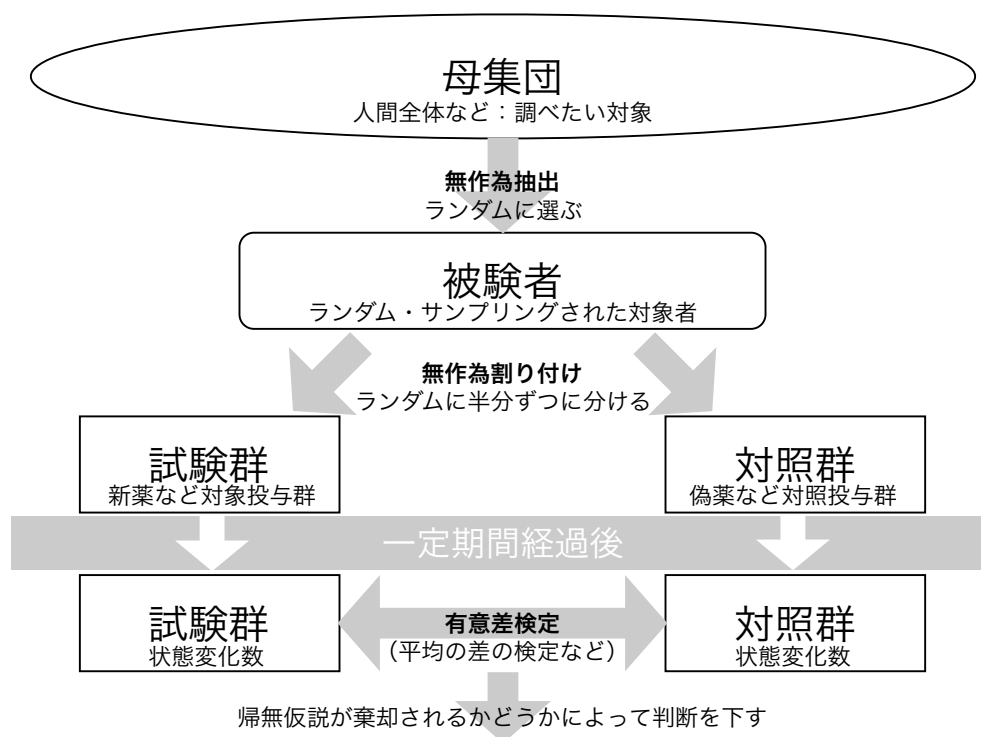 母集団
人間全体など：調べたい対象
無作為抽出
ランダムに選ぶ
被験者
ランダム・サンプリングされた対象者
無作為割り付け
ランダムに半分ずつに分ける
試験群
新薬など対象投与群
対照群
偽薬など対照投与群
一定期間経過後
試験群
状態変化数
有意差検定
（平均の差の検定など）
対照群
状態変化数
帰無仮説が棄却されるかどうかによって判断を下す